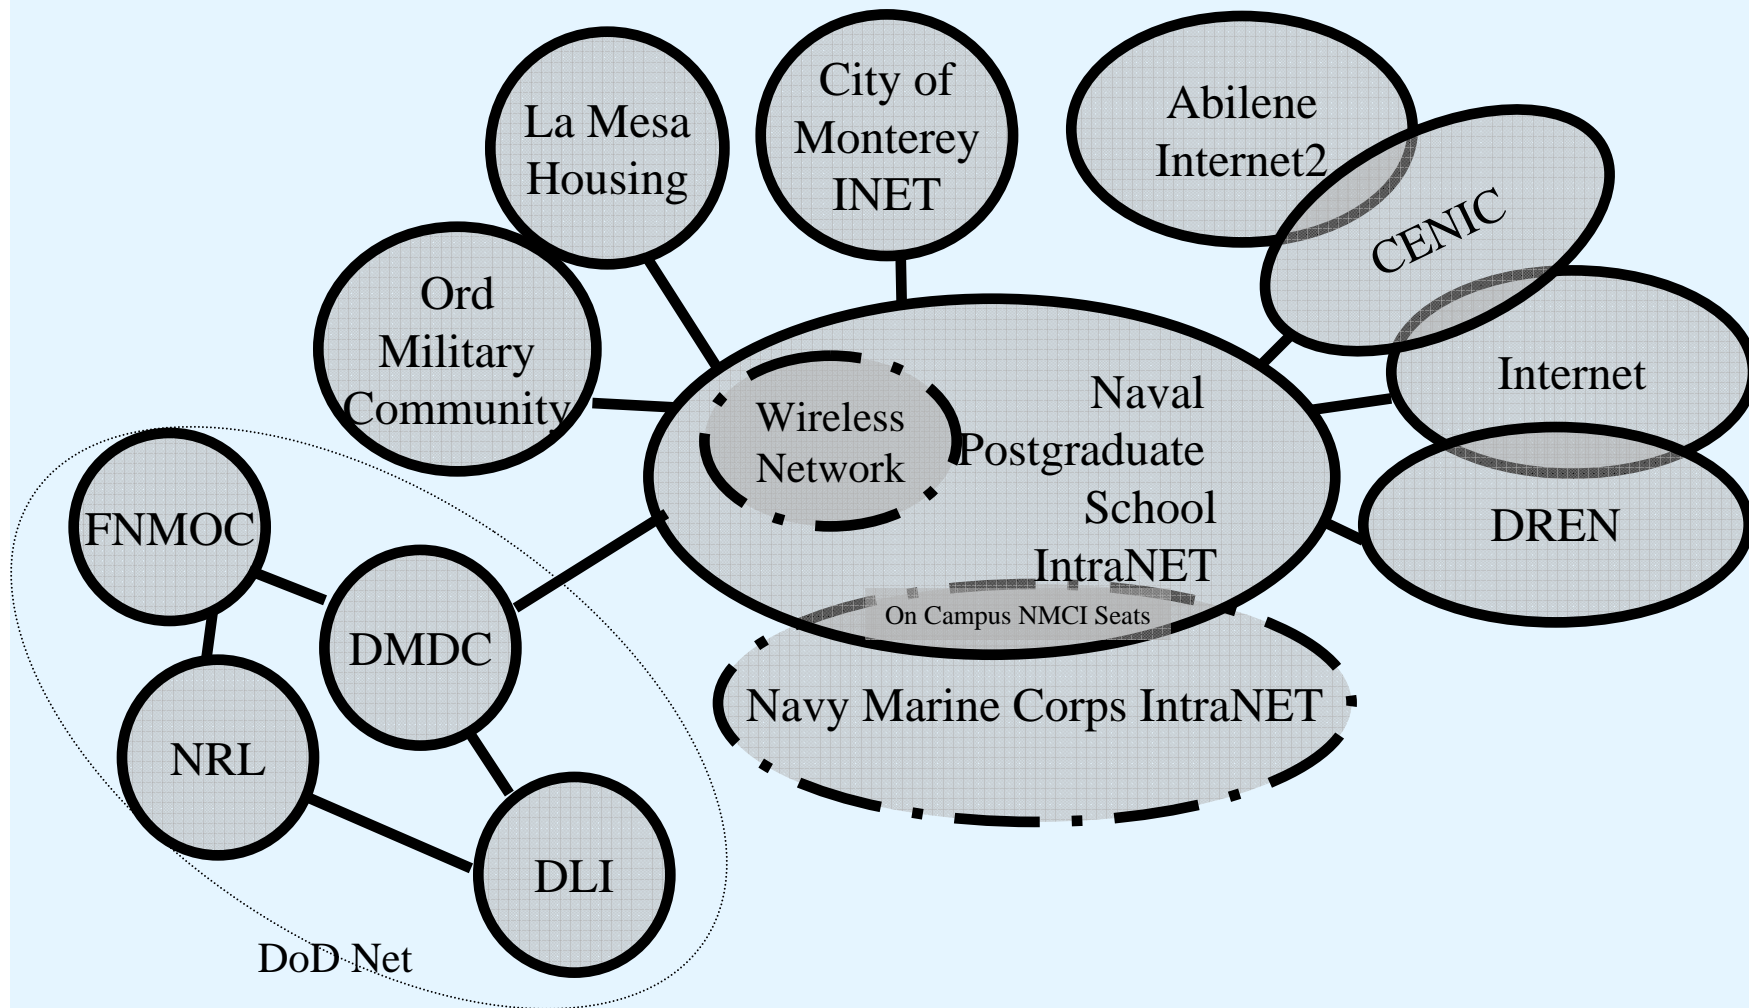 City of
Monterey
INET
La Mesa
Housing
Abilene
Internet2
CENIC
Ord
Military
Community
Internet
Wireless
Network
Naval
Postgraduate
School
IntraNET
On Campus NMCI Seats
DREN
FNMOC
DMDC
Navy Marine Corps IntraNET
NRL
DLI
DoD Net